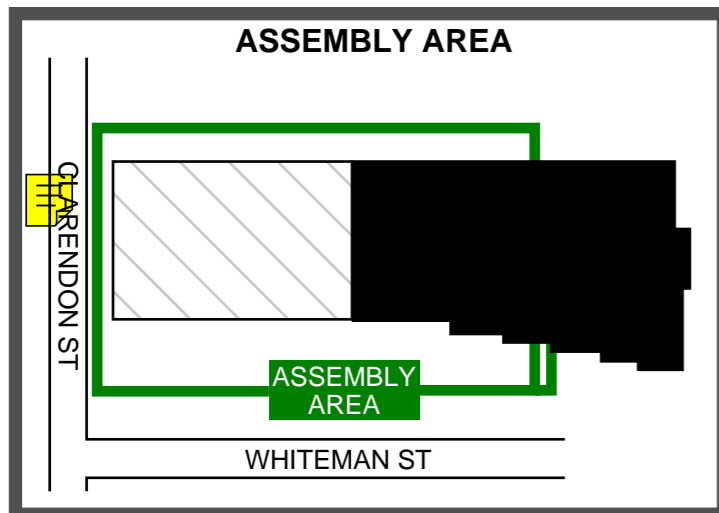 ASSEMBLY AREA
CLARENDON ST
ASSEMBLY
AREA
WHITEMAN ST